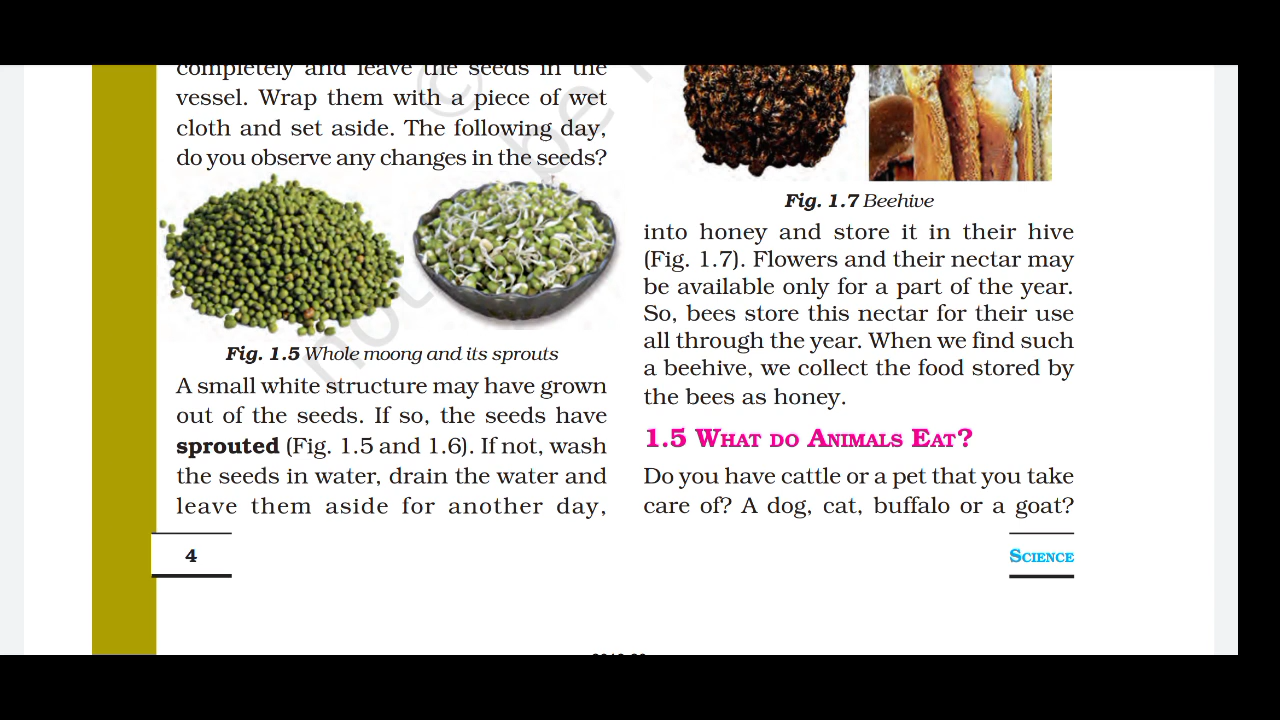 completely and leave the seeds in the
vessel. Wrap them with a piece of wet
cloth and set aside. The following day,
do you observe any changes in the seeds?
Fig. 1.5 Whole moong and its sprouts
A small white structure may have grown
out of the seeds. If so, the seeds have
sprouted (Fig. 1.5 and 1.6). If not, wash
the seeds in water, drain the water and
leave them aside for another day,
Fig. 1.7 Beehive
into honey and store it in their hive
(Fig. 1.7). Flowers and their nectar may
be available only for a part of the year.
So, bees store this nectar for their use
all through the year. When we find such
a beehive, we collect the food stored by
the bees as honey.
1.5 WHAT DO ANIMALS EAT?
Do you have cattle or a pet that you take
care of? A dog, cat, buffalo or a goat?
4
SCIENCE
©
not be